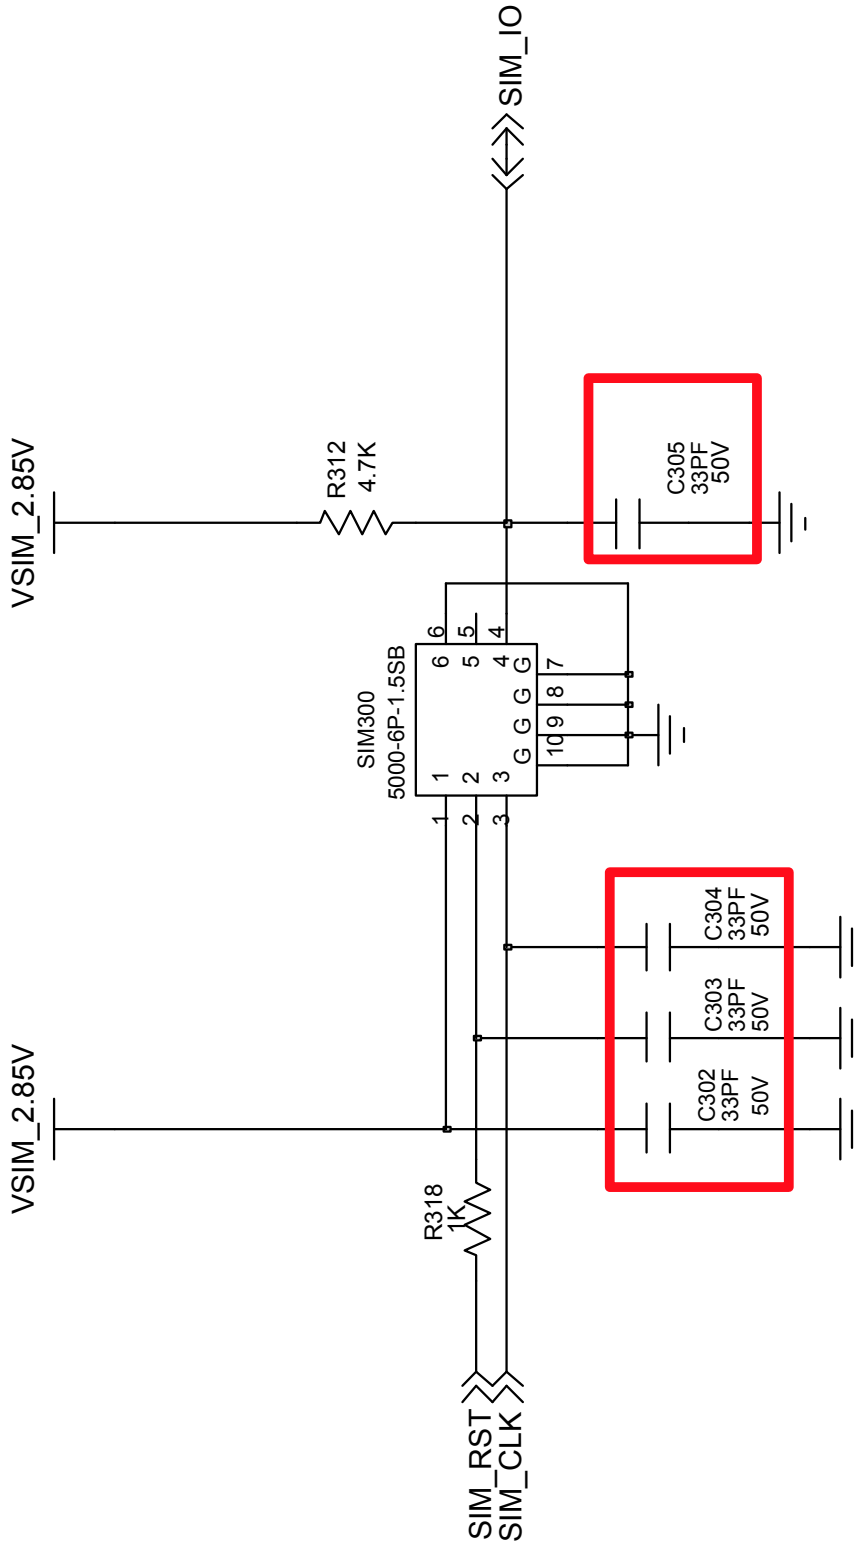 SIM_IO
VSIM_2.85V
R312
4.7K
C305
33PF
50V
SIM300
5000-6P-1.5SB
6
5
4
6
5
4
G
G
G
G
7
8
9
10
1
2
3
1
2
3
C304
33PF
50V
C303
33PF
50V
C302
33PF
50V
VSIM_2.85V
R318
1K
SIM_RST
SIM_CLK